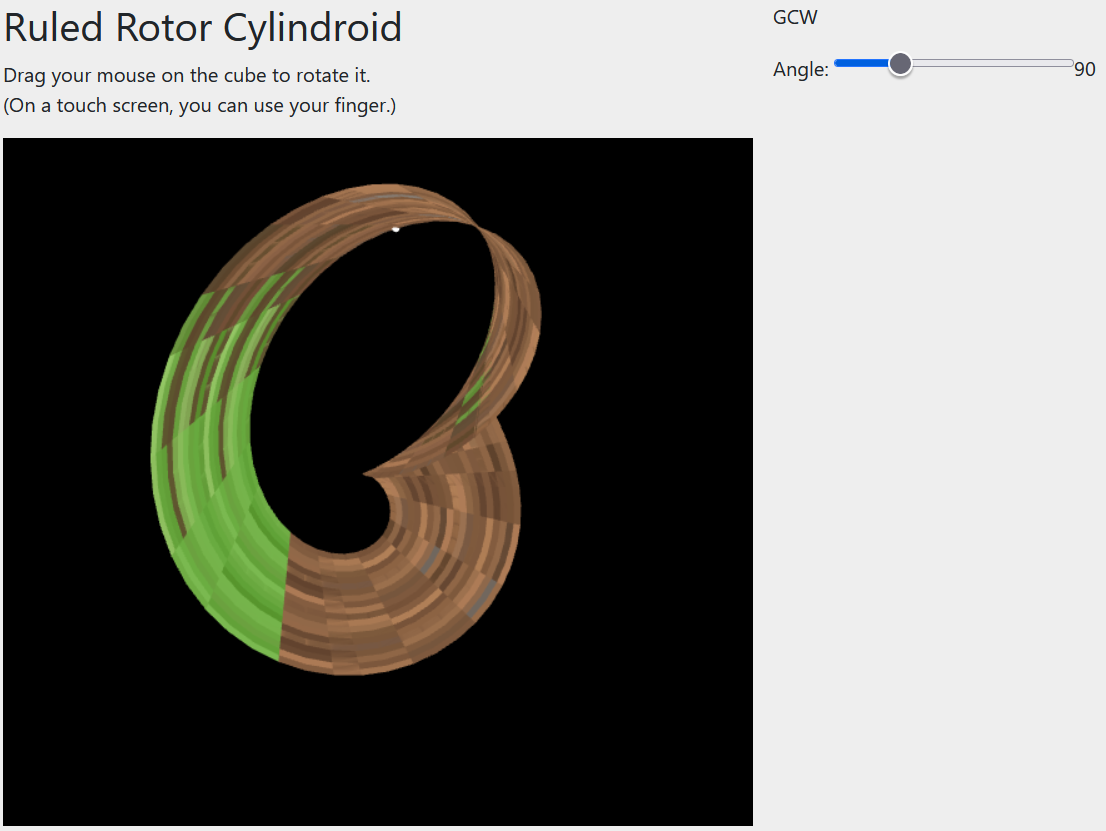 Ruled Rotor Cylindroid
Drag your mouse on the cube to rotate it.
(On a touch screen, you can use your finger.)
GCW
Angle: 90